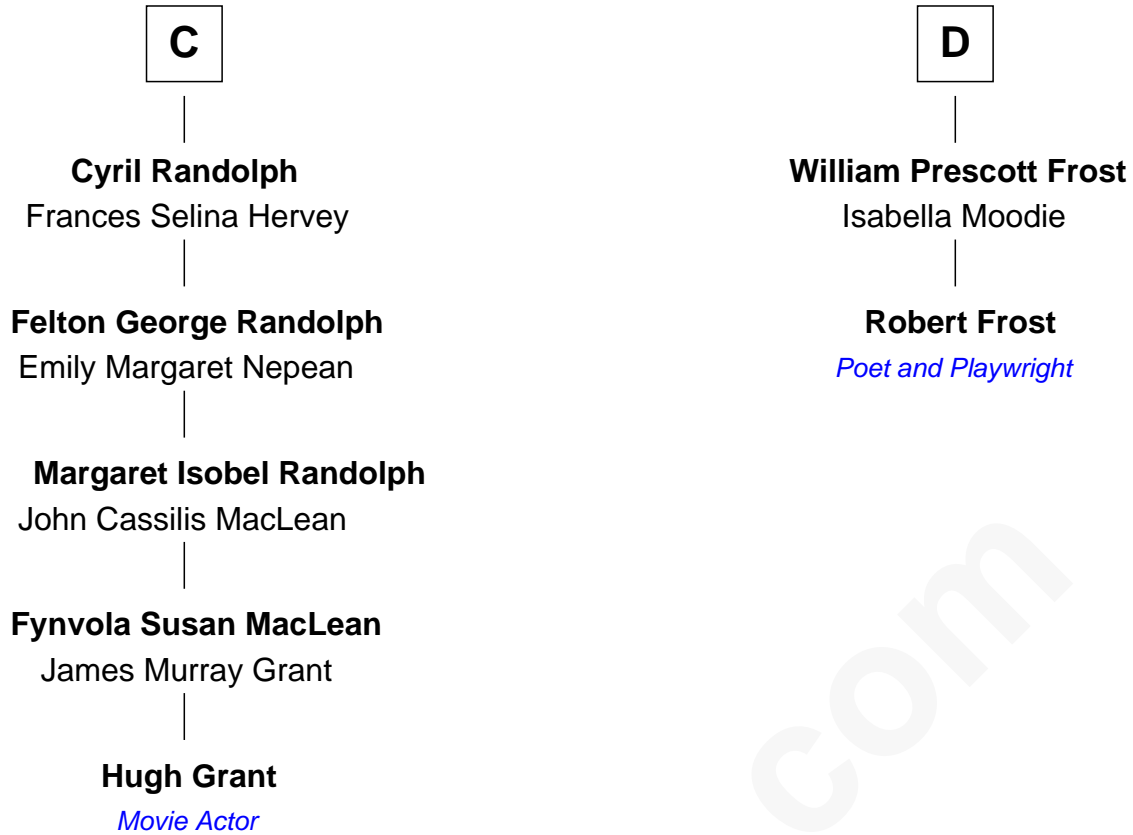 C
Cyril Randolph
Frances Selina Hervey
Felton George Randolph
Emily Margaret Nepean
Margaret Isobel Randolph
John Cassilis MacLean
Fynvola Susan MacLean
James Murray Grant
Hugh Grant
Movie Actor
D
William Prescott Frost
Isabella Moodie
Robert Frost
Poet and Playwright
com